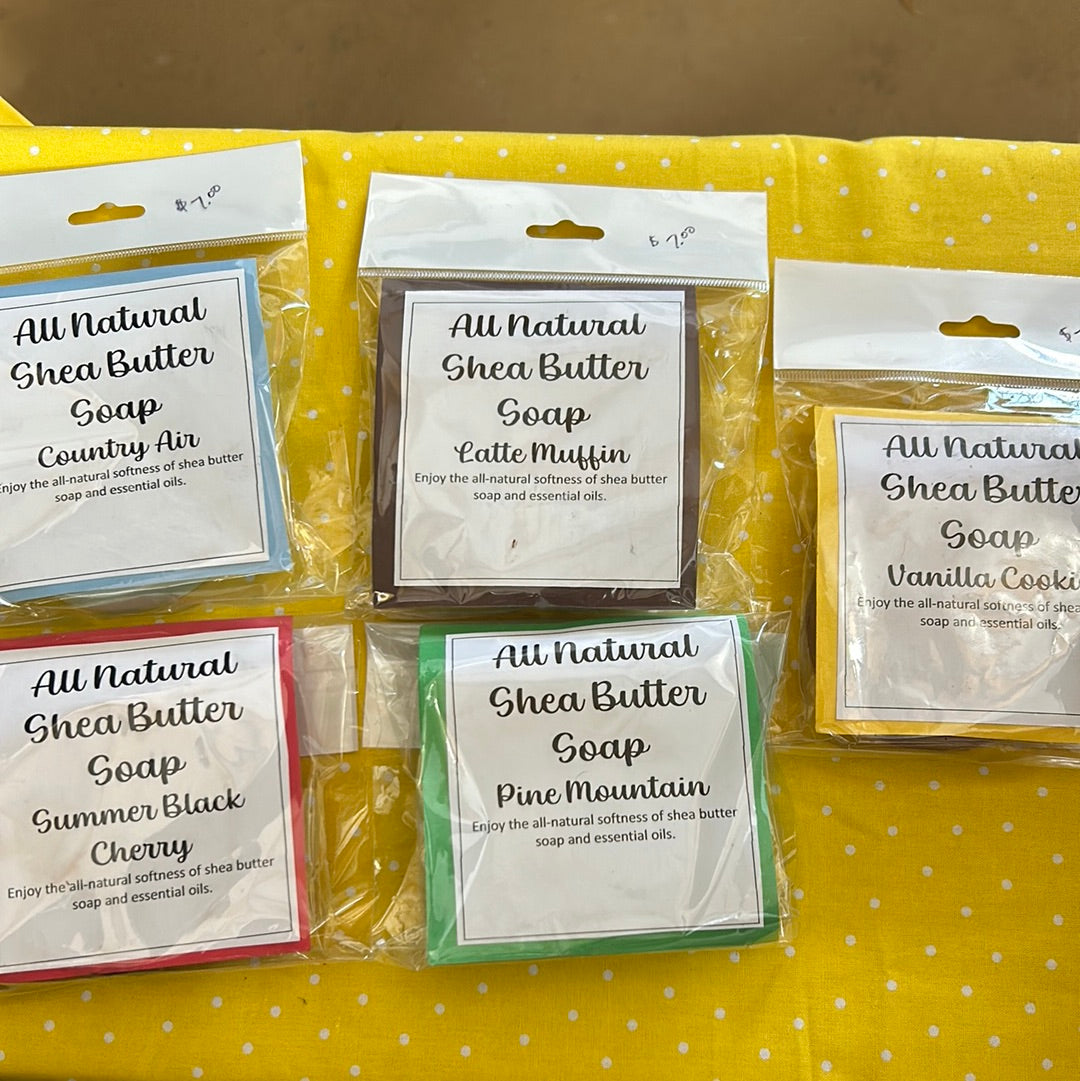 $7.00
All Natural
Shea Butter
Soap
Country Air
Enjoy the all-natural softness of shea butter
soap and essential oils.
$7.00
All Natural
Shea Butter
Soap
Latte Muffin
Enjoy the all-natural softness of shea butter
soap and essential oils.
$
All Natural
Shea Butter
Soap
Vanilla Cookie
Enjoy the all-natural softness of shea
soap and essential oils.
All Natural
Shea Butter
Soap
Summer Black
Cherry
Enjoy the all-natural softness of shea butter
soap and essential oils.
All Natural
Shea Butter
Soap
Pine Mountain
Enjoy the all-natural softness of shea butter
soap and essential oils.